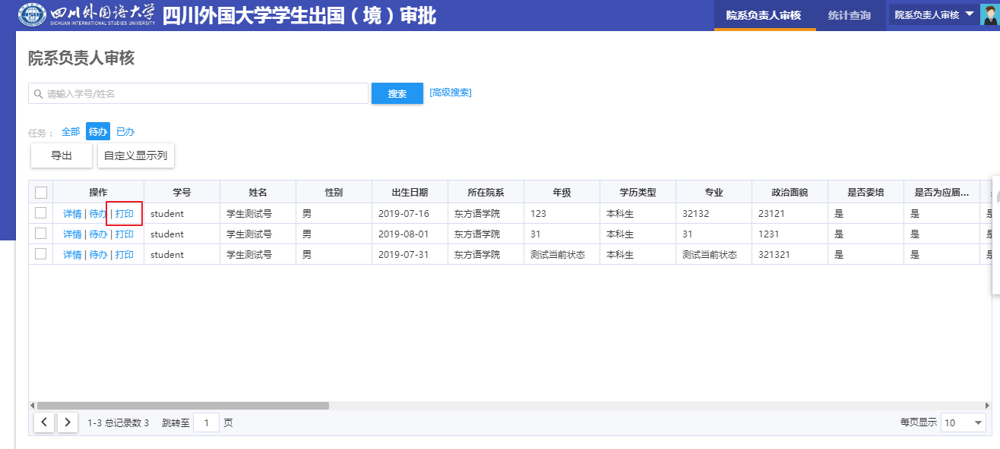 四川外国语大学 四川外国大学学生出国（境）审批 院系负责人审核 统计查询 院系负责人审核
SICHUAN INTERNATIONAL STUDIES UNIVERSITY
院系负责人审核
请输入学号/姓名 搜索 [高级搜索]
任务： 全部 待办 已办
导出 自定义显示列
操作 学号 姓名 性别 出生日期 所在院系 年级 学历类型 专业 政治面貌 是否委培 是否为应届...
详情 | 待办 | 打印 student 学生测试号 男 2019-07-16 东方语学院 123 本科生 32132 23121 是 是 是
详情 | 待办 | 打印 student 学生测试号 男 2019-08-01 东方语学院 31 本科生 31 1231 是 是 是
详情 | 待办 | 打印 student 学生测试号 男 2019-07-31 东方语学院 测试当前状态 本科生 测试当前状态 321321 是 是 是
1-3 总记录数 3 跳转至 1 页 每页显示 10